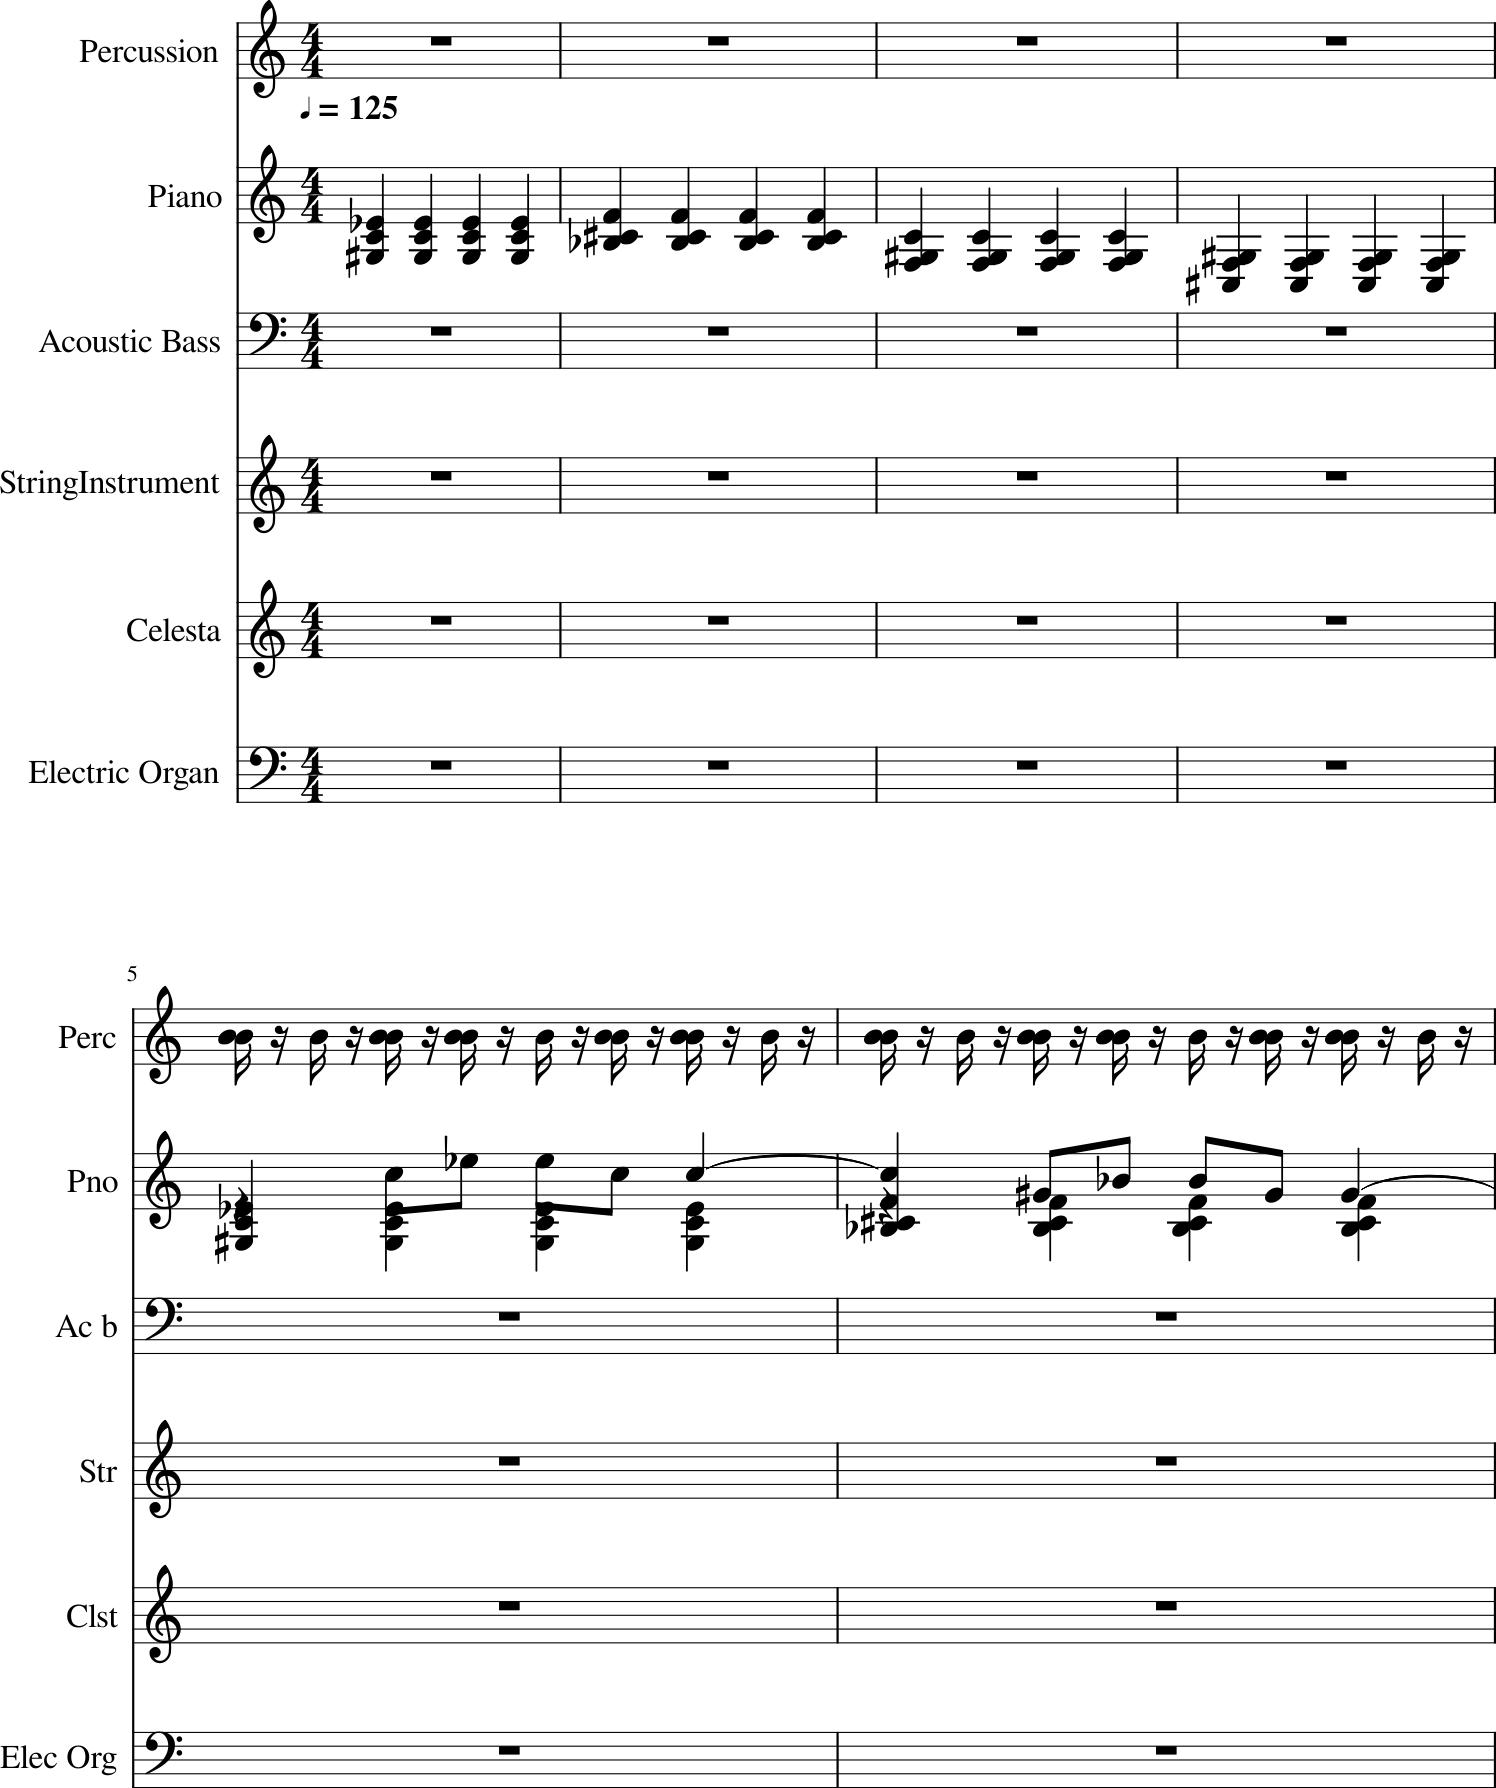 Percussion
♩ = 125
Piano
Acoustic Bass
StringInstrument
Celesta
Electric Organ
5
Perc
Pno
Ac b
Str
Clst
Elec Org